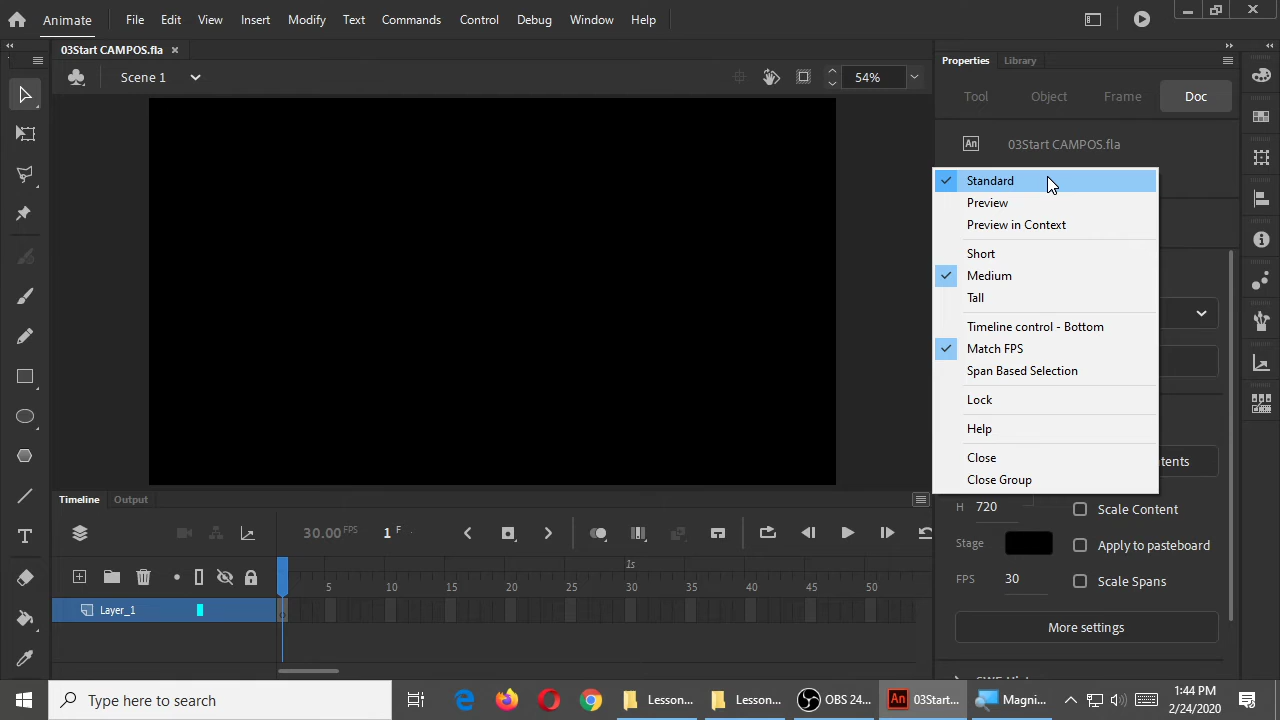 Animate File Edit View Insert Modify Text Commands Control Debug Window Help
03Start CAMPOS.fla
Properties Library
Scene 1 54%
Tool Object Frame Doc
An 03Start CAMPOS.fla
Standard
Preview
Preview in Context
Short
Medium
Tall
Timeline control - Bottom
Match FPS
Span Based Selection
Lock
Help
Close
Close Group
H 720 Scale Content
Stage Apply to pasteboard
FPS 30 Scale Spans
More settings
Timeline Output
30.00 FPS 1 F
1s
5 10 15 20 25 30 35 40 45 50
Layer_1
Type here to search
Lesson... Lesson... OBS 24... An 03Start... Magni...
1:44 PM
2/24/2020